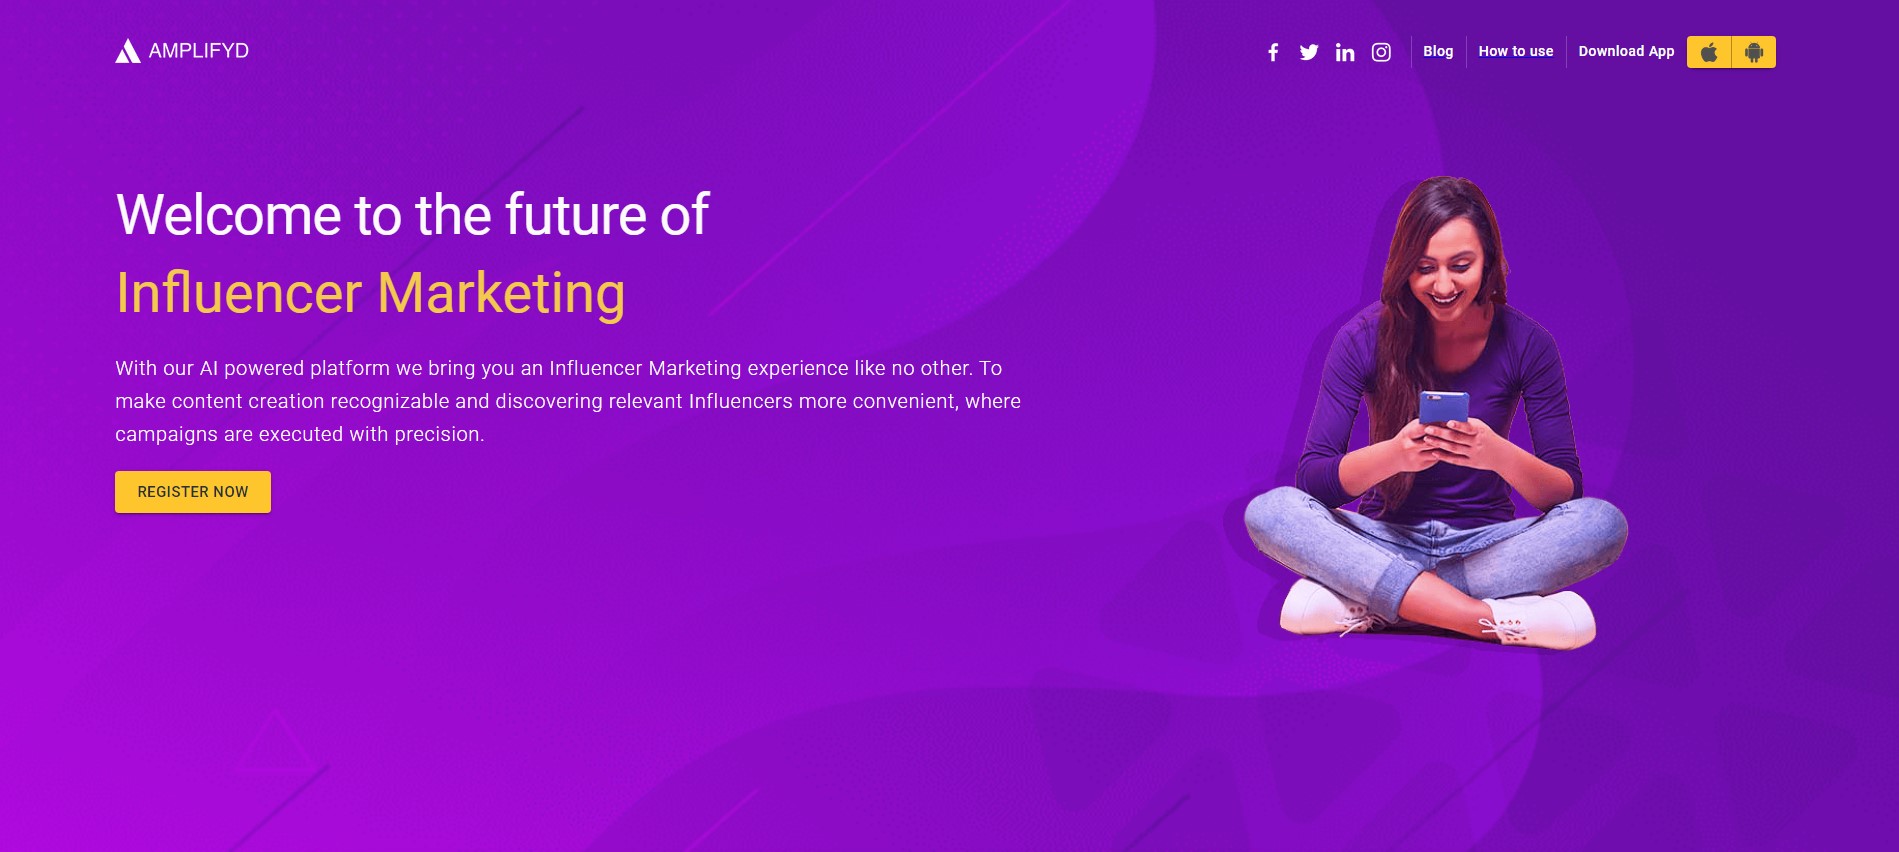 AMPLIFYD
Blog
How to use
Download App
Welcome to the future of
Influencer Marketing
With our AI powered platform we bring you an Influencer Marketing experience like no other. To
make content creation recognizable and discovering relevant Influencers more convenient, where
campaigns are executed with precision.
REGISTER NOW